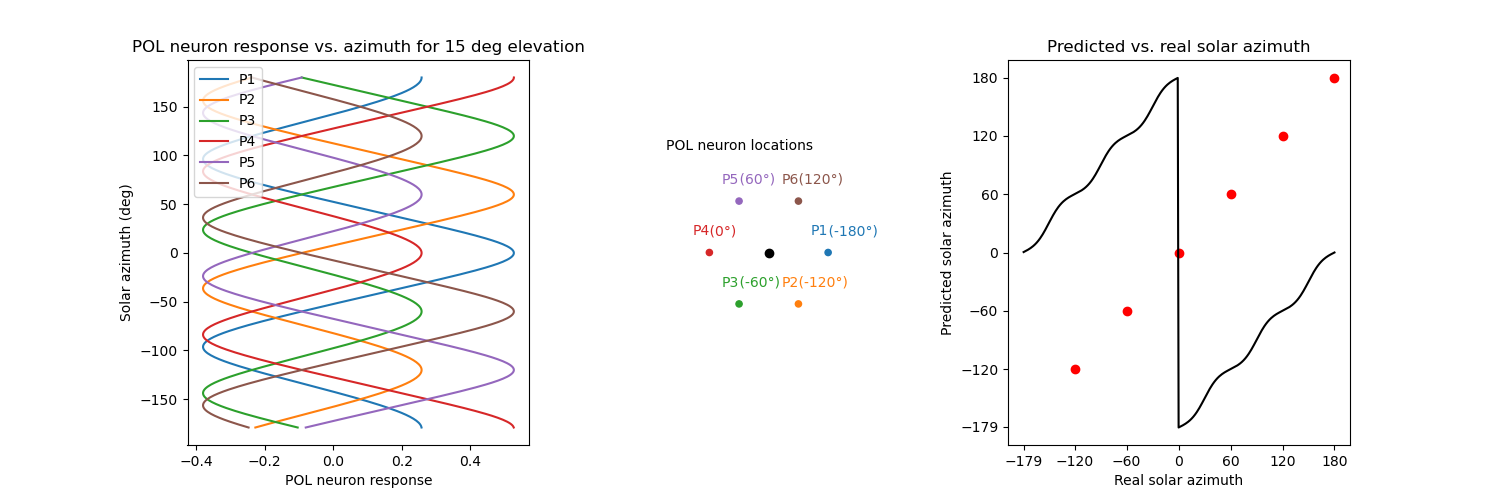 POL neuron response vs. azimuth for 15 deg elevation
P1
P2
P3
P4
P5
P6
150
100
50
0
−50
−100
−150
Solar azimuth (deg)
−0.4 −0.2 0.0 0.2 0.4
POL neuron response
POL neuron locations
P5(60°) P6(120°)
P4(0°) P1(-180°)
P3(-60°) P2(-120°)
Predicted vs. real solar azimuth
180
120
60
0
−60
−120
−179
Predicted solar azimuth
−179 −120 −60 0 60 120 180
Real solar azimuth